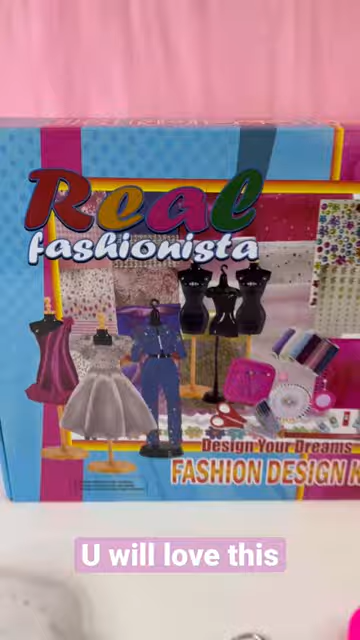 Real
fashionista
Design Your Dreams
FASHION DESIGN
U will love this